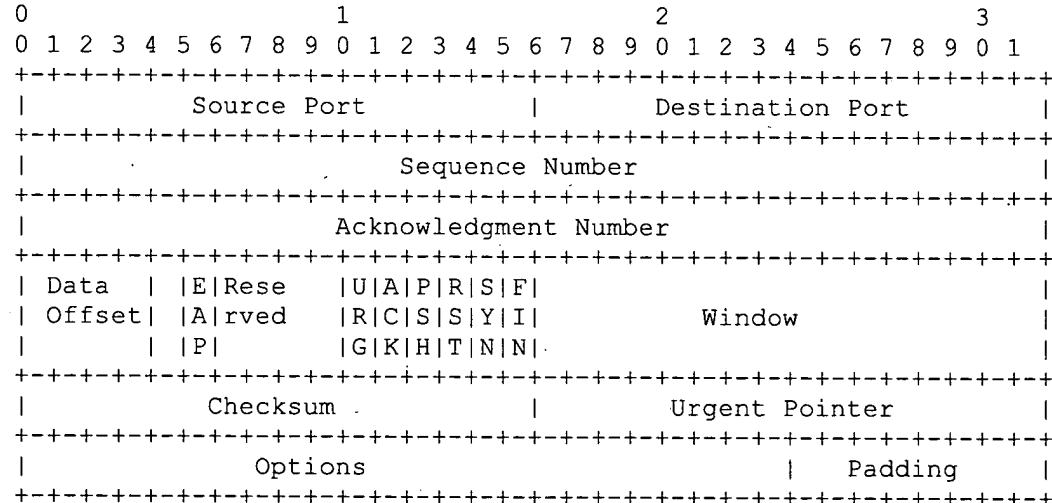 0                   1                   2                   3
0 1 2 3 4 5 6 7 8 9 0 1 2 3 4 5 6 7 8 9 0 1 2 3 4 5 6 7 8 9 0 1
+-+-+-+-+-+-+-+-+-+-+-+-+-+-+-+-+-+-+-+-+-+-+-+-+-+-+-+-+-+-+-+-+
|          Source Port          |       Destination Port        |
+-+-+-+-+-+-+-+-+-+-+-+-+-+-+-+-+-+-+-+-+-+-+-+-+-+-+-+-+-+-+-+-+
|                       Sequence Number                         |
+-+-+-+-+-+-+-+-+-+-+-+-+-+-+-+-+-+-+-+-+-+-+-+-+-+-+-+-+-+-+-+-+
|                   Acknowledgment Number                       |
+-+-+-+-+-+-+-+-+-+-+-+-+-+-+-+-+-+-+-+-+-+-+-+-+-+-+-+-+-+-+-+-+
| Data  | |E|Rese   |U|A|P|R|S|F|                               |
| Offset| |A|rved   |R|C|S|S|Y|I|          Window               |
|       | |P|       |G|K|H|T|N|N|                               |
+-+-+-+-+-+-+-+-+-+-+-+-+-+-+-+-+-+-+-+-+-+-+-+-+-+-+-+-+-+-+-+-+
|           Checksum            |        Urgent Pointer         |
+-+-+-+-+-+-+-+-+-+-+-+-+-+-+-+-+-+-+-+-+-+-+-+-+-+-+-+-+-+-+-+-+
|              Options                          |   Padding     |
+-+-+-+-+-+-+-+-+-+-+-+-+-+-+-+-+-+-+-+-+-+-+-+-+-+-+-+-+-+-+-+-+